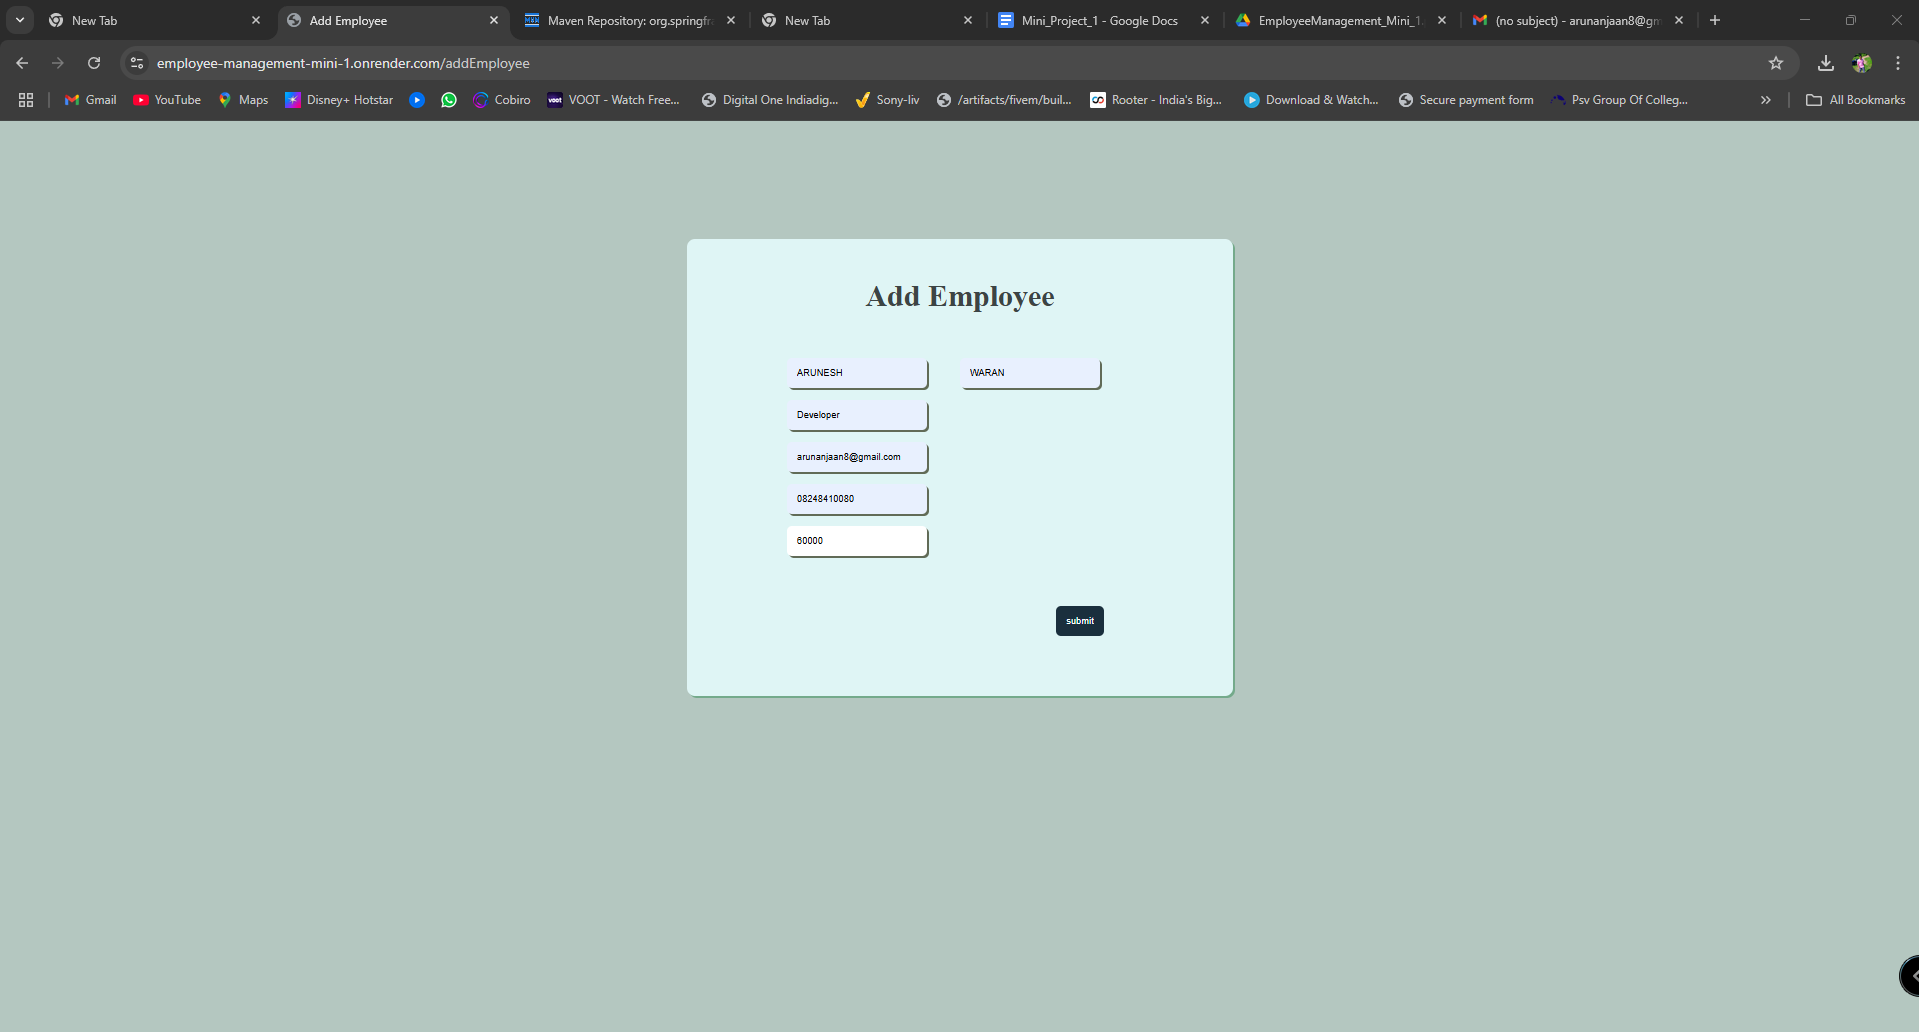 New Tab
Add Employee
Maven Repository: org.springfr
New Tab
Mini_Project_1 - Google Docs
EmployeeManagement_Mini_1.
(no subject) - arunanjaan8@gm
employee-management-mini-1.onrender.com/addEmployee
Gmail
YouTube
Maps
Disney+ Hotstar
Cobiro
VOOT - Watch Free...
Digital One Indiadig...
Sony-liv
/artifacts/fivem/buil...
Rooter - India's Big...
Download & Watch...
Secure payment form
Psv Group Of Colleg...
All Bookmarks
Add Employee
ARUNESH
WARAN
Developer
arunanjaan8@gmail.com
08248410080
60000
submit